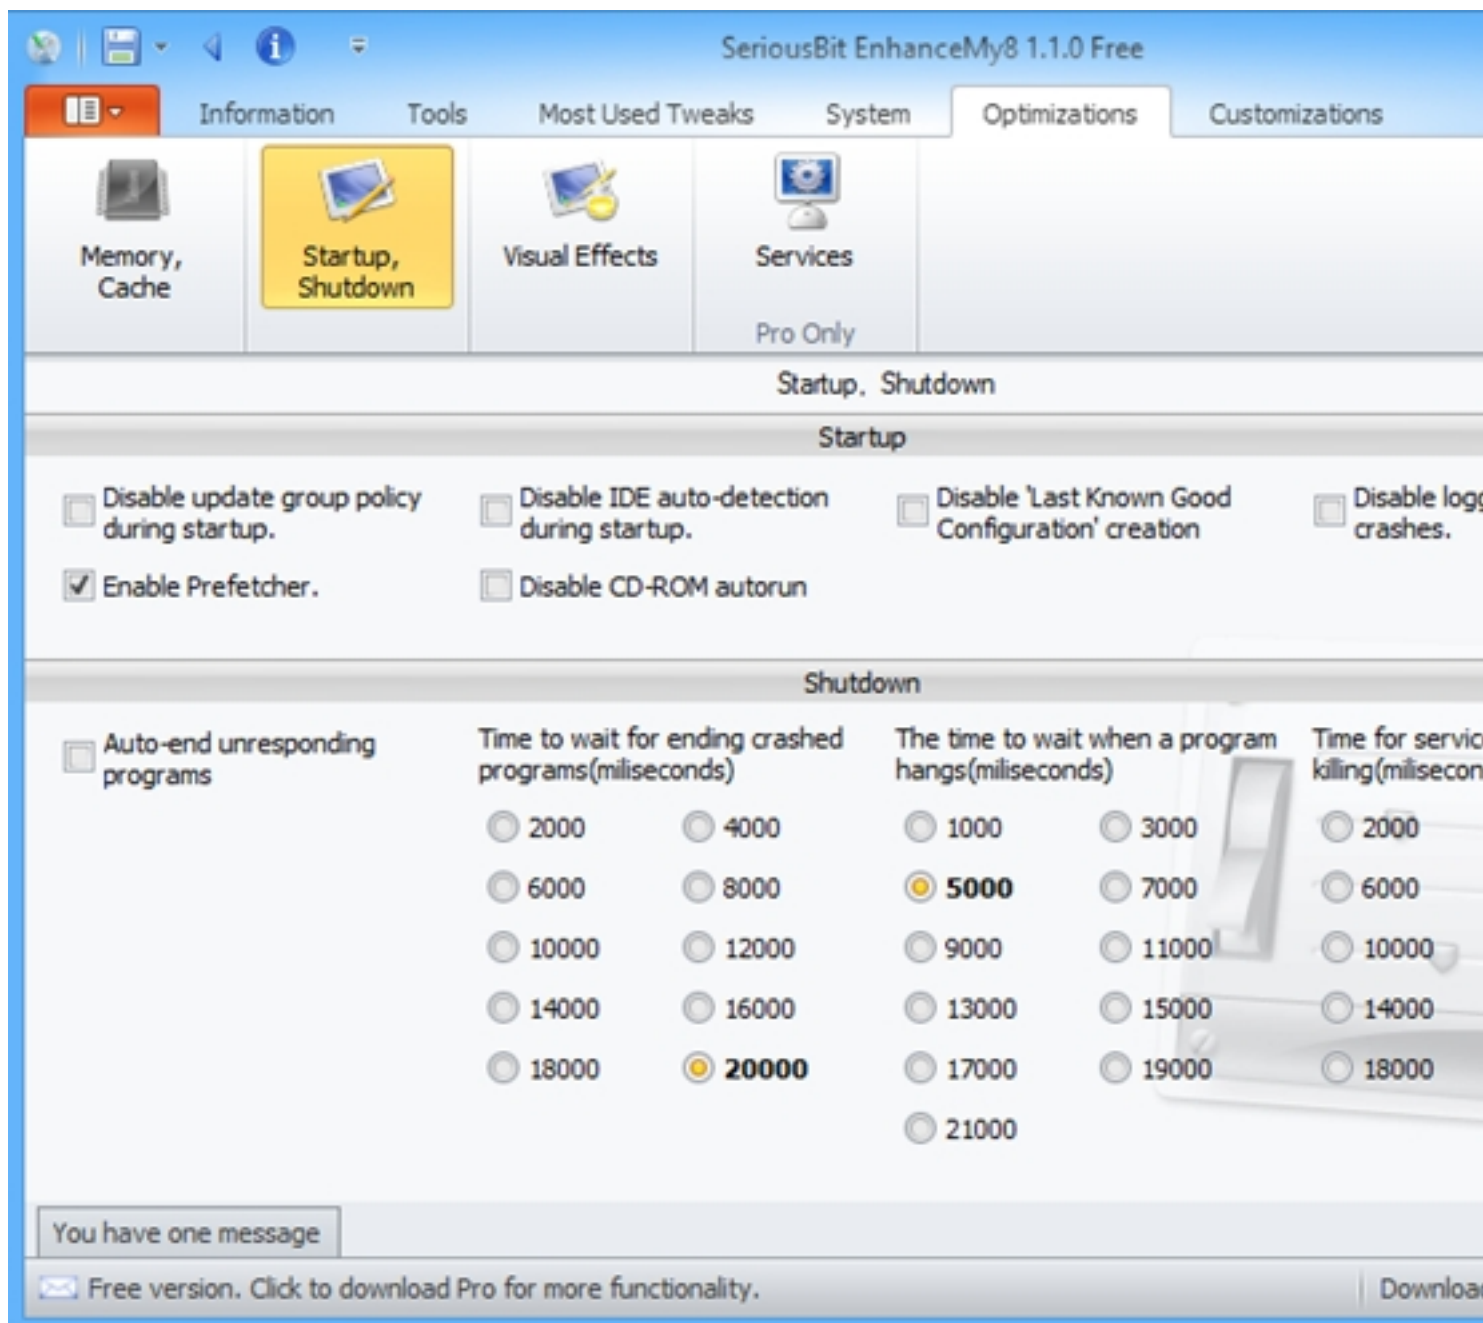 SeriousBit EnhanceMy8 1.1.0 Free
Information Tools Most Used Tweaks System Optimizations Customizations
Memory, Cache
Startup, Shutdown
Visual Effects
Services
Pro Only
Startup, Shutdown
Startup
Disable update group policy
during startup.
Disable IDE auto-detection
during startup.
Disable 'Last Known Good
Configuration' creation
Disable
crashes.
Enable Prefetcher.
Disable CD-ROM autorun
Shutdown
Auto-end unresponding
programs
Time to wait for ending crashed
programs(miliseconds)
2000 4000
6000 8000
10000 12000
14000 16000
18000 20000
The time to wait when a program
hangs(miliseconds)
1000 3000
5000 7000
9000 11000
13000 15000
17000 19000
21000
Time for
2000
6000
10000
14000
18000
You have one message
Free version. Click to download Pro for more functionality.